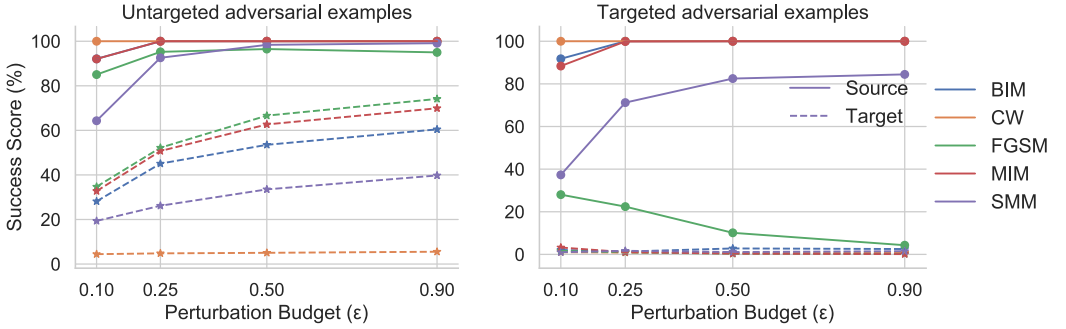 Untargeted adversarial examples
Success Score (%)
100
80
60
40
20
0
0.10 0.25 0.50 0.90
Perturbation Budget (ε)
Targeted adversarial examples
100
80
60
40
20
0
0.10 0.25 0.50 0.90
Perturbation Budget (ε)
Source
Target
BIM
CW
FGSM
MIM
SMM